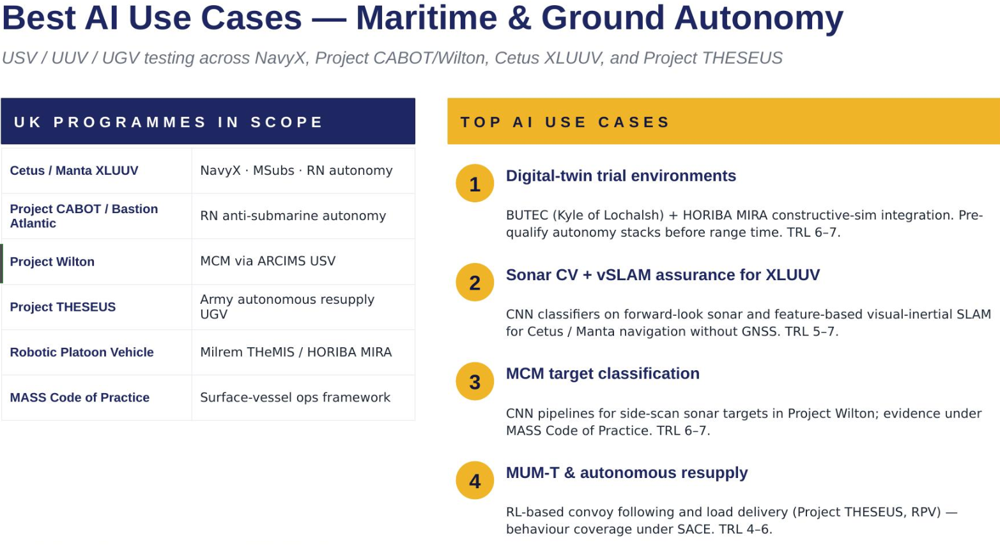 Best AI Use Cases — Maritime & Ground Autonomy
USV / UUV / UGV testing across NavyX, Project CABOT/Wilton, Cetus XLUUV, and Project THESEUS
UK PROGRAMMES IN SCOPE
Cetus / Manta XLUUV
NavyX · MSubs · RN autonomy
Project CABOT / Bastion
Atlantic
RN anti-submarine autonomy
Project Wilton
MCM via ARCIMS USV
Project THESEUS
Army autonomous resupply
UGV
Robotic Platoon Vehicle
Milrem THeMIS / HORIBA MIRA
MASS Code of Practice
Surface-vessel ops framework
TOP AI USE CASES
1
Digital-twin trial environments
BUTEC (Kyle of Lochalsh) + HORIBA MIRA constructive-sim integration. Pre-
qualify autonomy stacks before range time. TRL 6–7.
2
Sonar CV + vSLAM assurance for XLUUV
CNN classifiers on forward-look sonar and feature-based visual-inertial SLAM
for Cetus / Manta navigation without GNSS. TRL 5–7.
3
MCM target classification
CNN pipelines for side-scan sonar targets in Project Wilton; evidence under
MASS Code of Practice. TRL 6–7.
4
MUM-T & autonomous resupply
RL-based convoy following and load delivery (Project THESEUS, RPV) —
behaviour coverage under SACE. TRL 4–6.